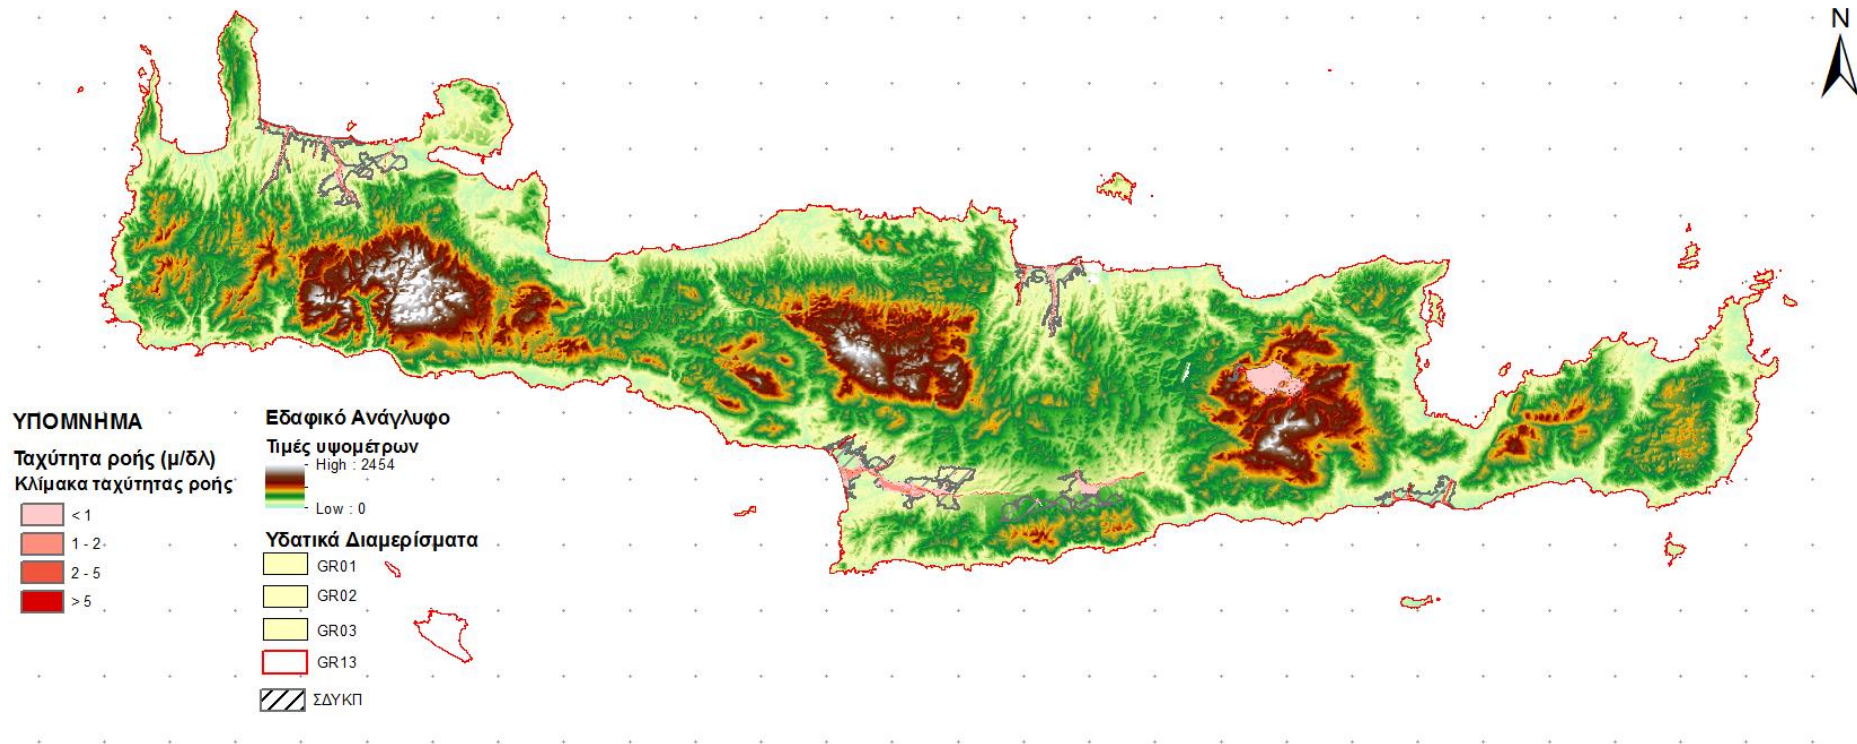 N
ΥΠΟΜΝΗΜΑ
Ταχύτητα ροής (μ/δλ)
Κλίμακα ταχύτητας ροής
< 1
1 - 2
2 - 5
> 5
Εδαφικό Ανάγλυφο
Τιμές υψομέτρων
High : 2454
Low : 0
Υδατικά Διαμερίσματα
GR01
GR02
GR03
GR13
ΣΔΥΚΠ